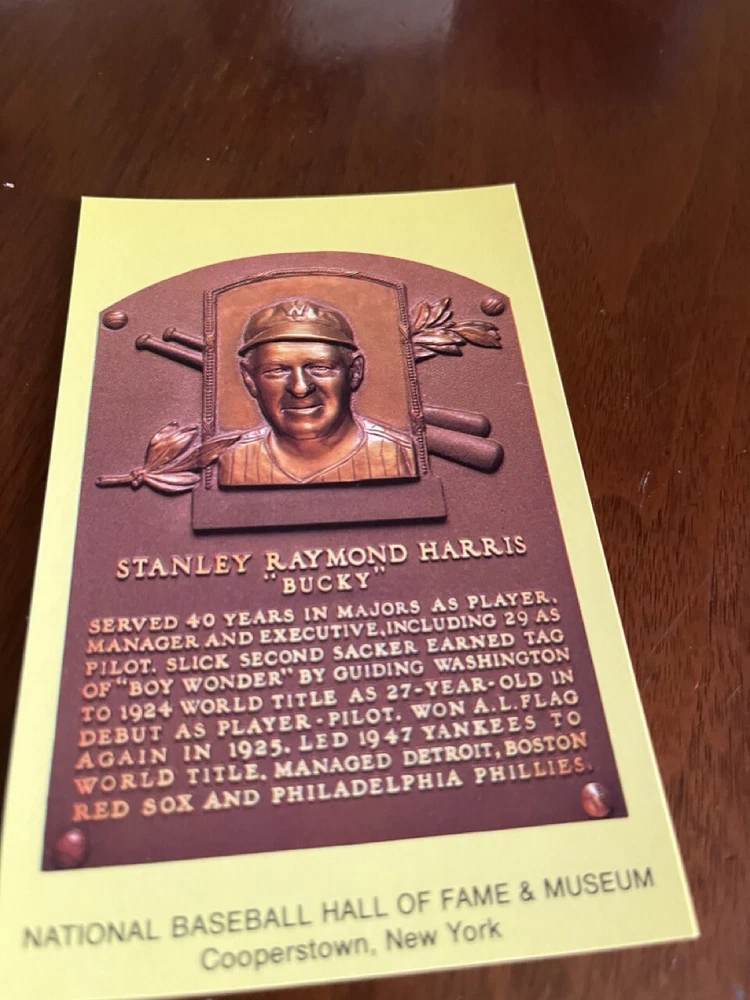 W
STANLEY RAYMOND HARRIS
"BUCKY"
SERVED 40 YEARS IN MAJORS AS PLAYER,
MANAGER AND EXECUTIVE, INCLUDING 29 AS
PILOT. SLICK SECOND SACKER EARNED TAG
OF "BOY WONDER" BY GUIDING WASHINGTON
TO 1924 WORLD TITLE AS 27-YEAR-OLD IN
DEBUT AS PLAYER-PILOT. WON A.L. FLAG
AGAIN IN 1925. LED 1947 YANKEES TO
WORLD TITLE. MANAGED DETROIT, BOSTON
RED SOX AND PHILADELPHIA PHILLIES.
NATIONAL BASEBALL HALL OF FAME & MUSEUM
Cooperstown, New York